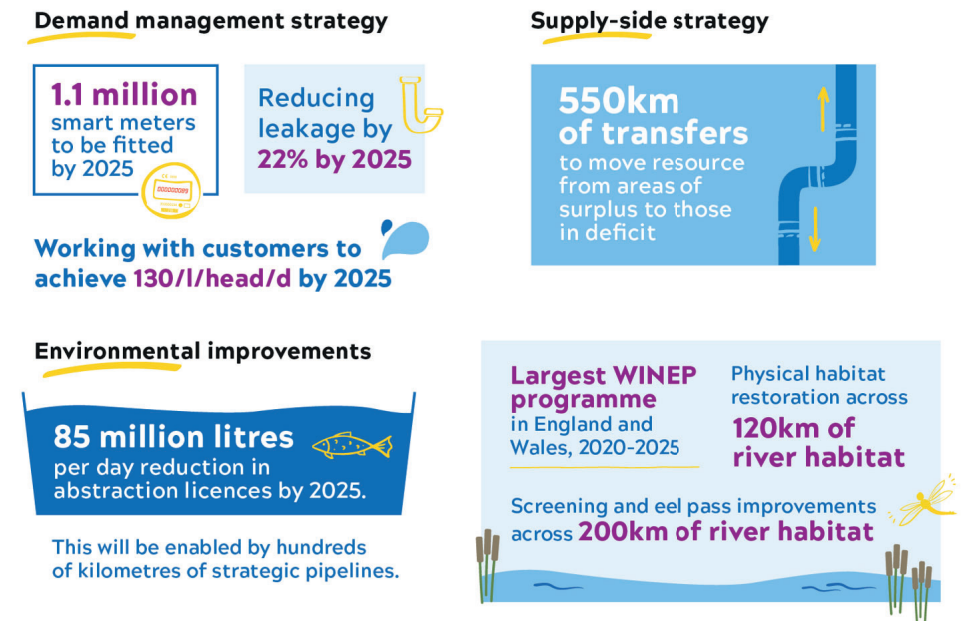 Demand management strategy
1.1 million
smart meters
to be fitted
by 2025
Reducing
leakage by
22% by 2025
Working with customers to
achieve 130/l/head/d by 2025
Supply-side strategy
550km
of transfers
to move resource
from areas of
surplus to those
in deficit
Environmental improvements
85 million litres
per day reduction in
abstraction licences by 2025.
This will be enabled by hundreds
of kilometres of strategic pipelines.
Largest WINEP
programme
in England and
Wales, 2020-2025
Physical habitat
restoration across
120km of
river habitat
Screening and eel pass improvements
across 200km of river habitat